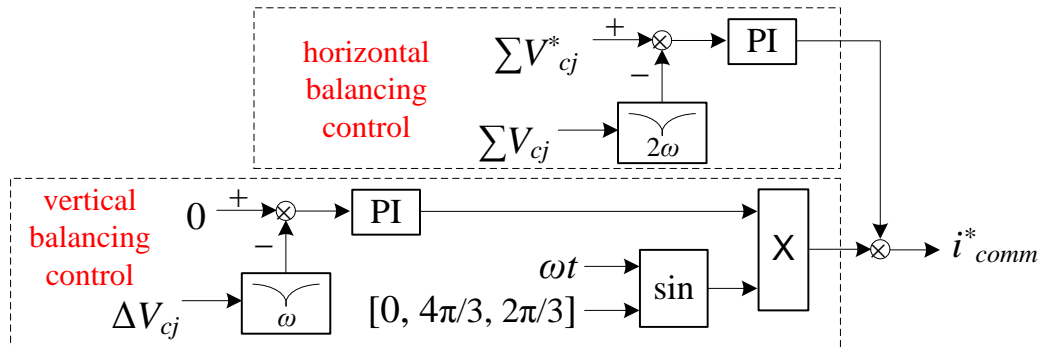 horizontal
balancing
control
∑V*cj
+
−
PI
∑Vcj
2ω
vertical
balancing
control
0
+
−
PI
ΔVcj
ω
ωt
[0, 4π/3, 2π/3]
sin
X
i*comm